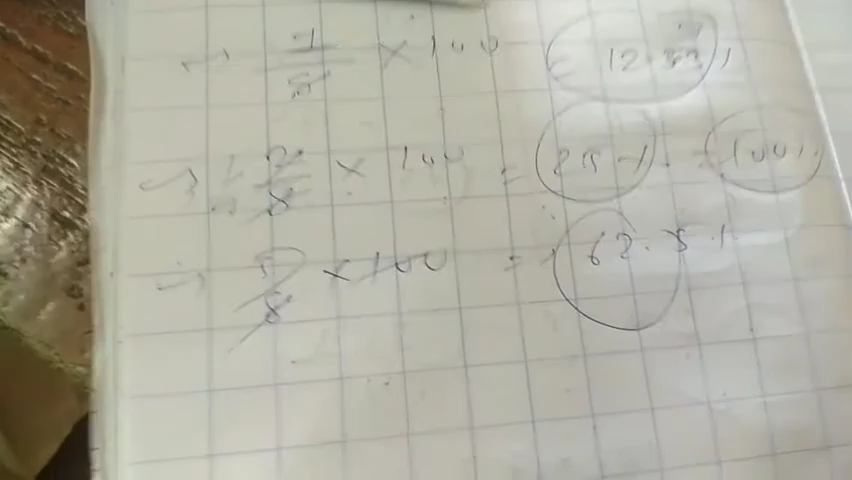 → 1/8 × 100 = 12.5%
→ 2/8 × 100 = 25% = 100%
→ 5/8 × 100 = 62.5%